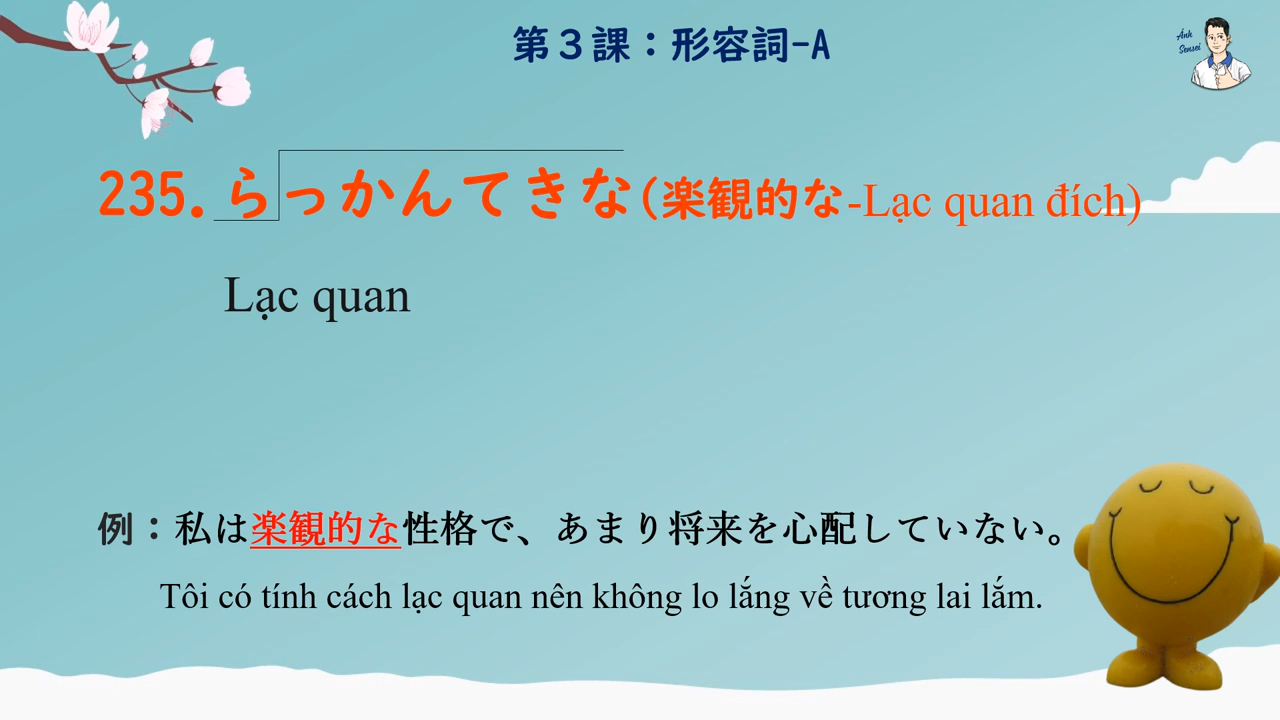 第３課：形容詞-A
Ánh
Sensei
235.らっかんてきな(楽観的な-Lạc quan đích)
Lạc quan
例：私は楽観的な性格で、あまり将来を心配していない。
Tôi có tính cách lạc quan nên không lo lắng về tương lai lắm.